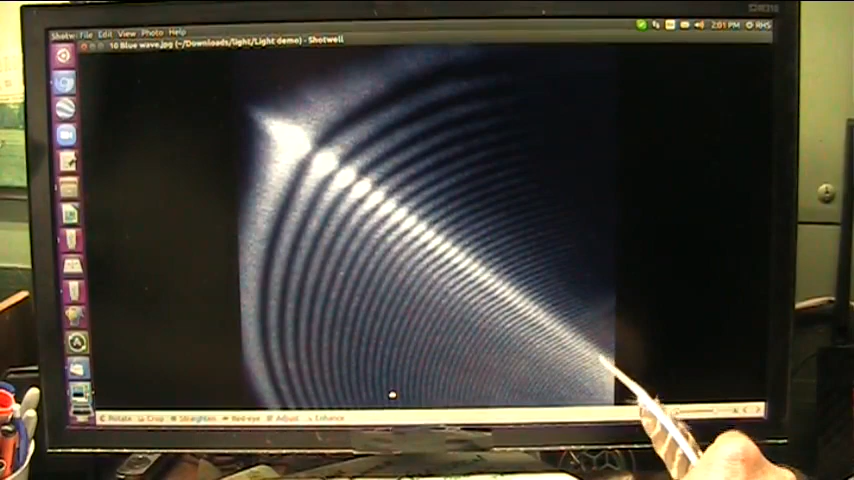 Shotw File Edit View Photo Help
2:01 PM RHS
10 Blue wave.jpg (~/Downloads/light/Light demo) - Shotwell
Rotate Crop Straighten Red-eye Adjust Enhance